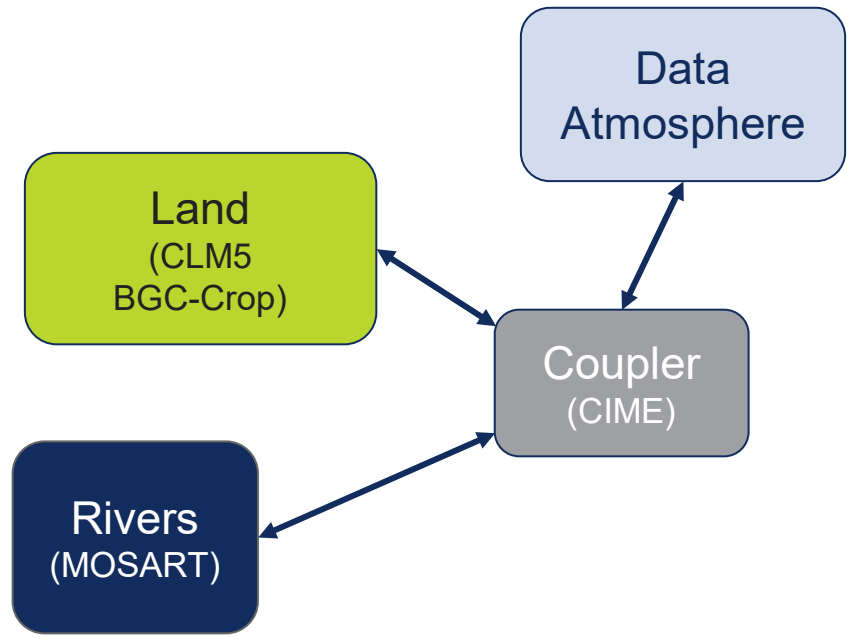 Data
Atmosphere
Land
(CLM5
BGC-Crop)
Coupler
(CIME)
Rivers
(MOSART)